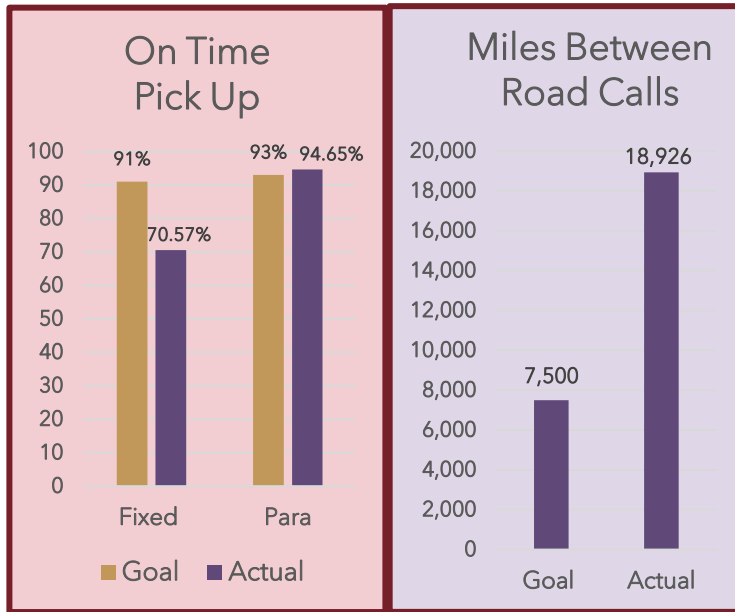 On Time
Pick Up
100
90
80
70
60
50
40
30
20
10
0
91%
70.57%
93%
94.65%
Fixed
Para
Goal
Actual
Miles Between
Road Calls
20,000
18,000
16,000
14,000
12,000
10,000
8,000
6,000
4,000
2,000
0
7,500
18,926
Goal
Actual